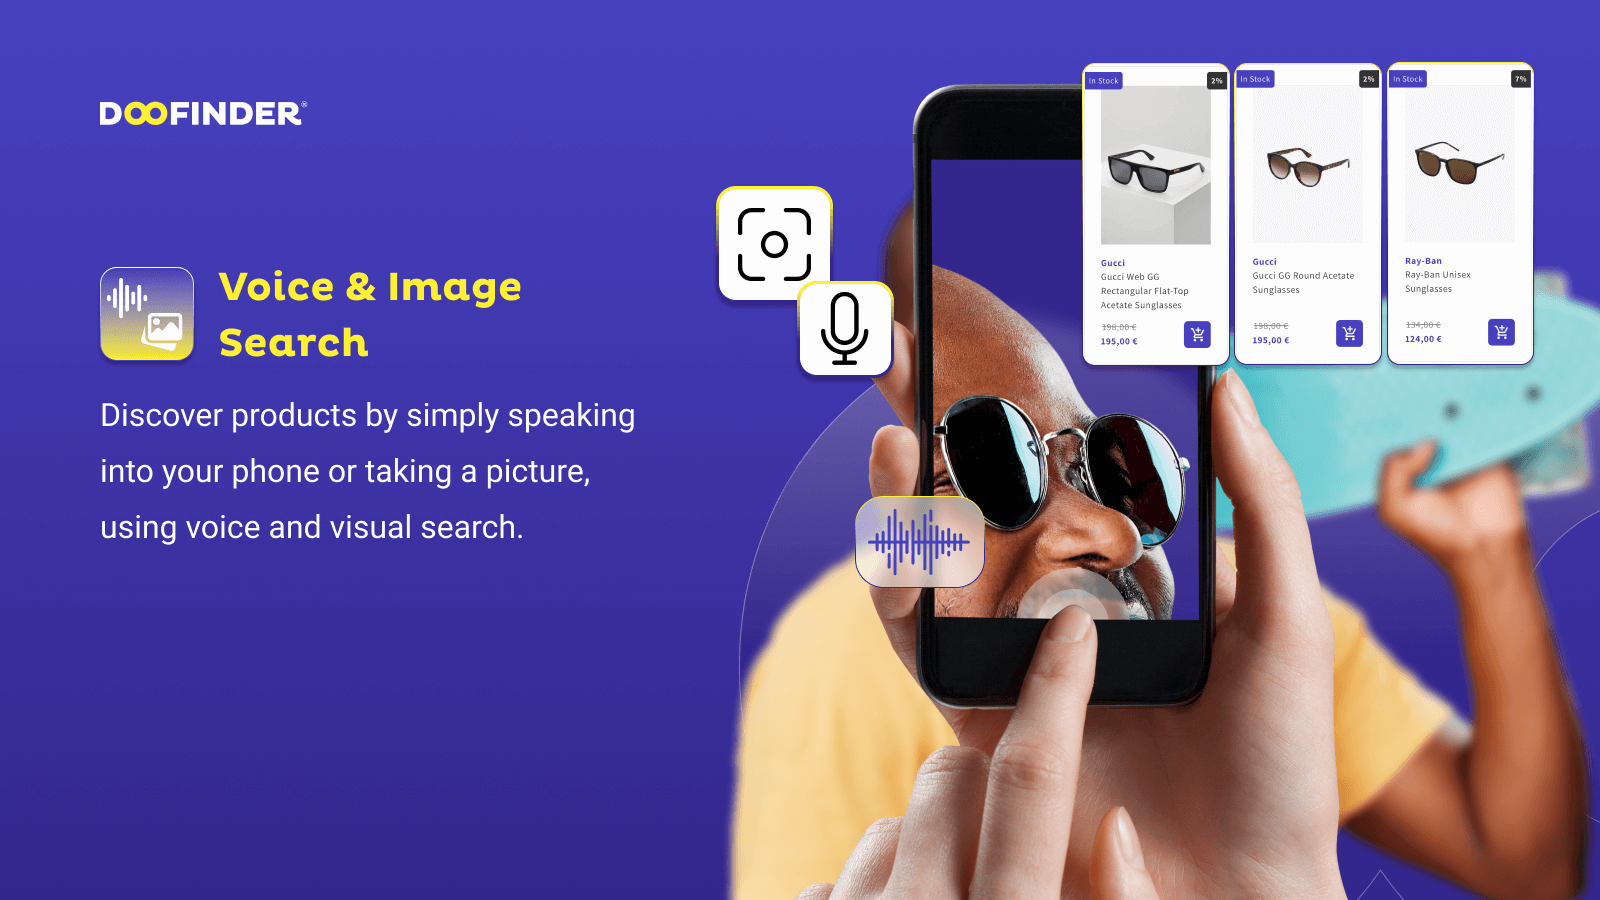 DOOFINDER®
Voice & Image
Search
Discover products by simply speaking
into your phone or taking a picture,
using voice and visual search.
In Stock
2%
Gucci
Gucci Web GG
Rectangular Flat-Top
Acetate Sunglasses
198,00 €
195,00 €
In Stock
2%
Gucci
Gucci GG Round Acetate
Sunglasses
198,00 €
195,00 €
In Stock
7%
Ray-Ban
Ray-Ban Unisex
Sunglasses
134,00 €
124,00 €